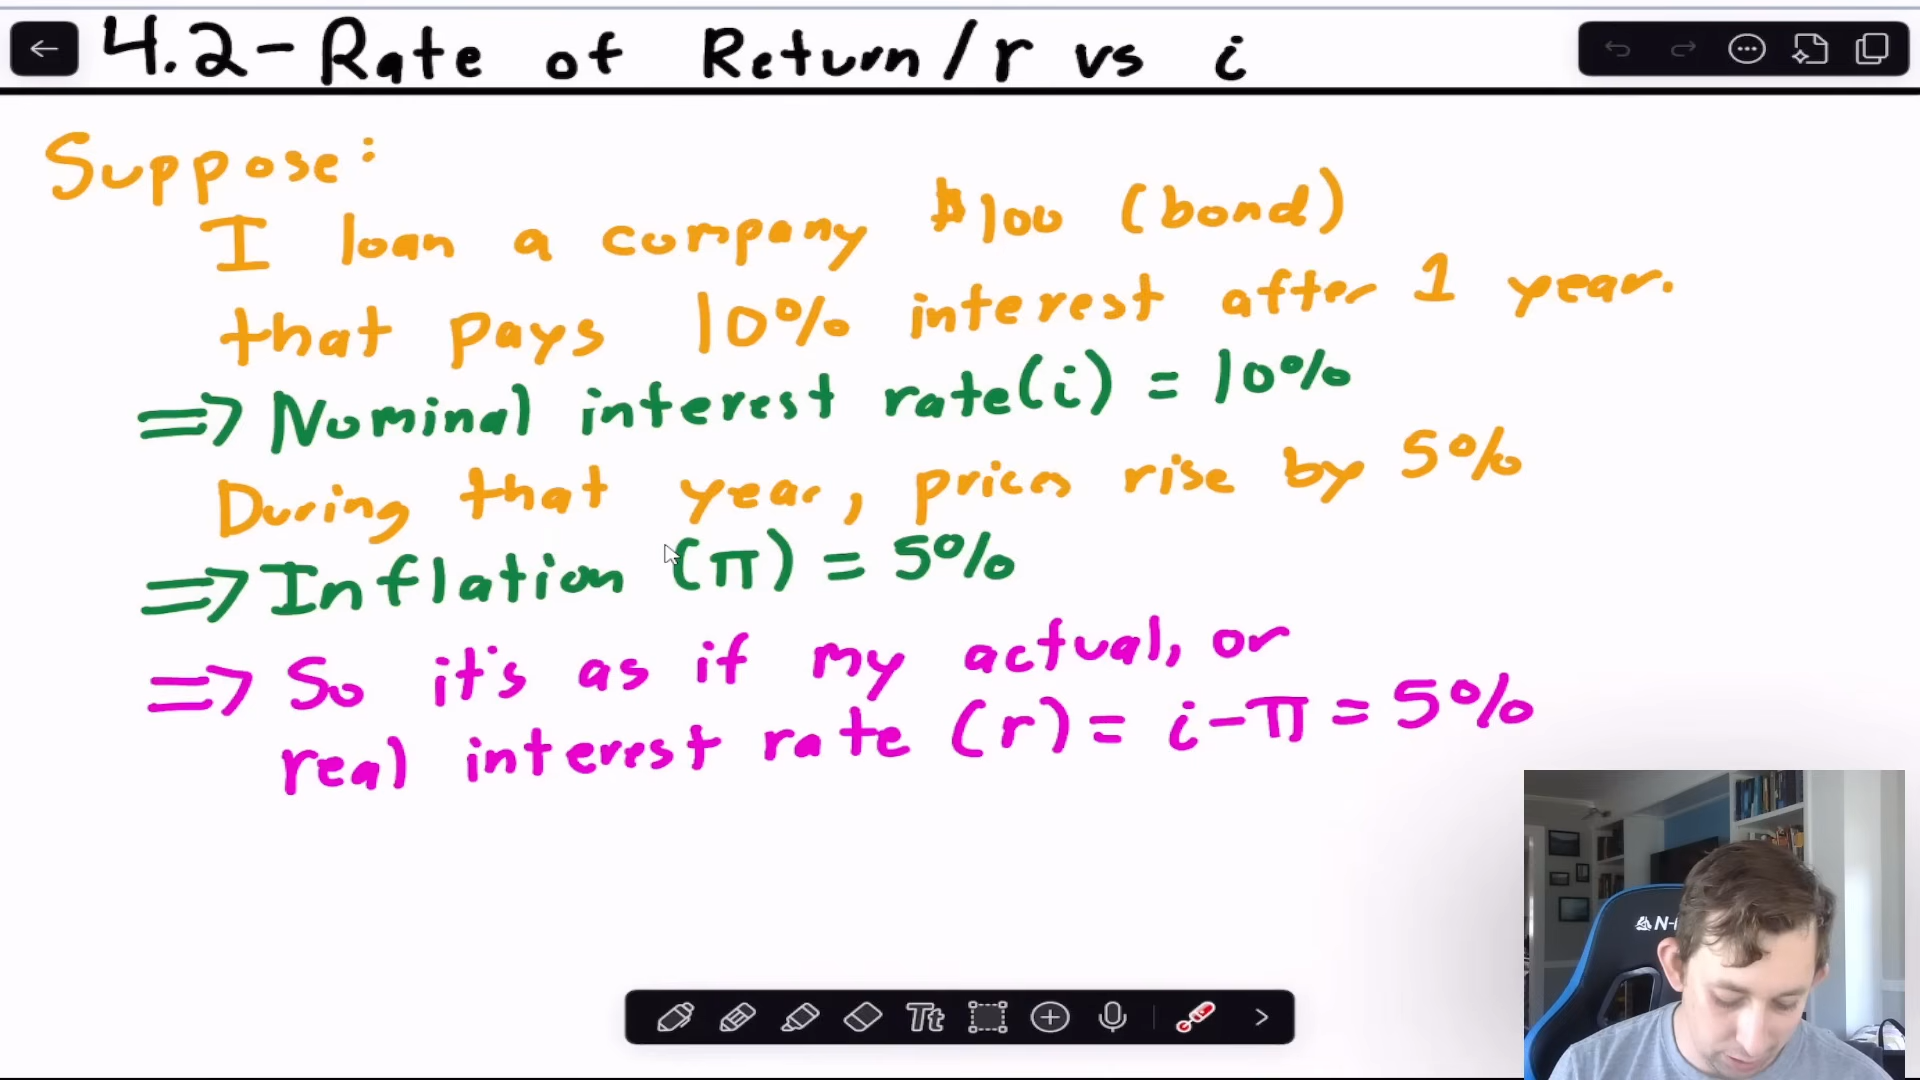 4.2 - Rate of Return / r vs i
Suppose:
I loan a company $100 (bond)
that pays 10% interest after 1 year.
=> Nominal interest rate (i) = 10%
During that year, prices rise by 5%
=> Inflation (π) = 5%
=> So it's as if my actual, or
real interest rate (r) = i - π = 5%
Tt